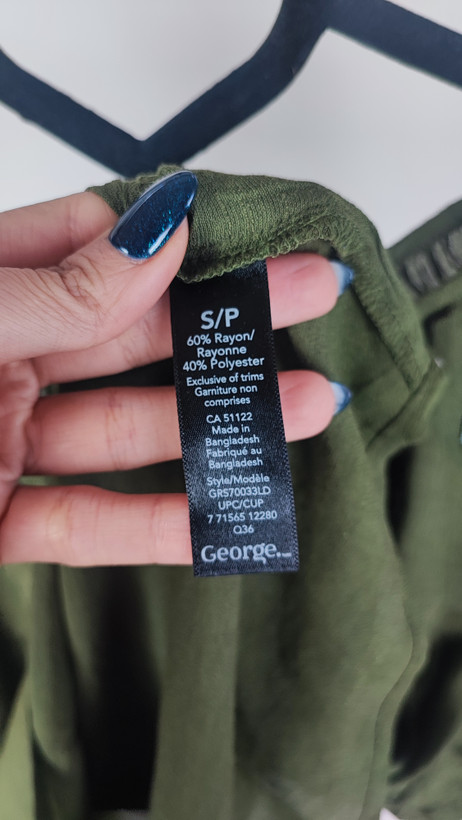 S/P
60% Rayon/
Rayonne
40% Polyester
Exclusive of trims
Garniture non
comprises
CA 51122
Made in
Bangladesh
Fabriqué au
Bangladesh
Style/Modèle
GRS70033LD
UPC/CUP
7 71565 12280
Q36
George.